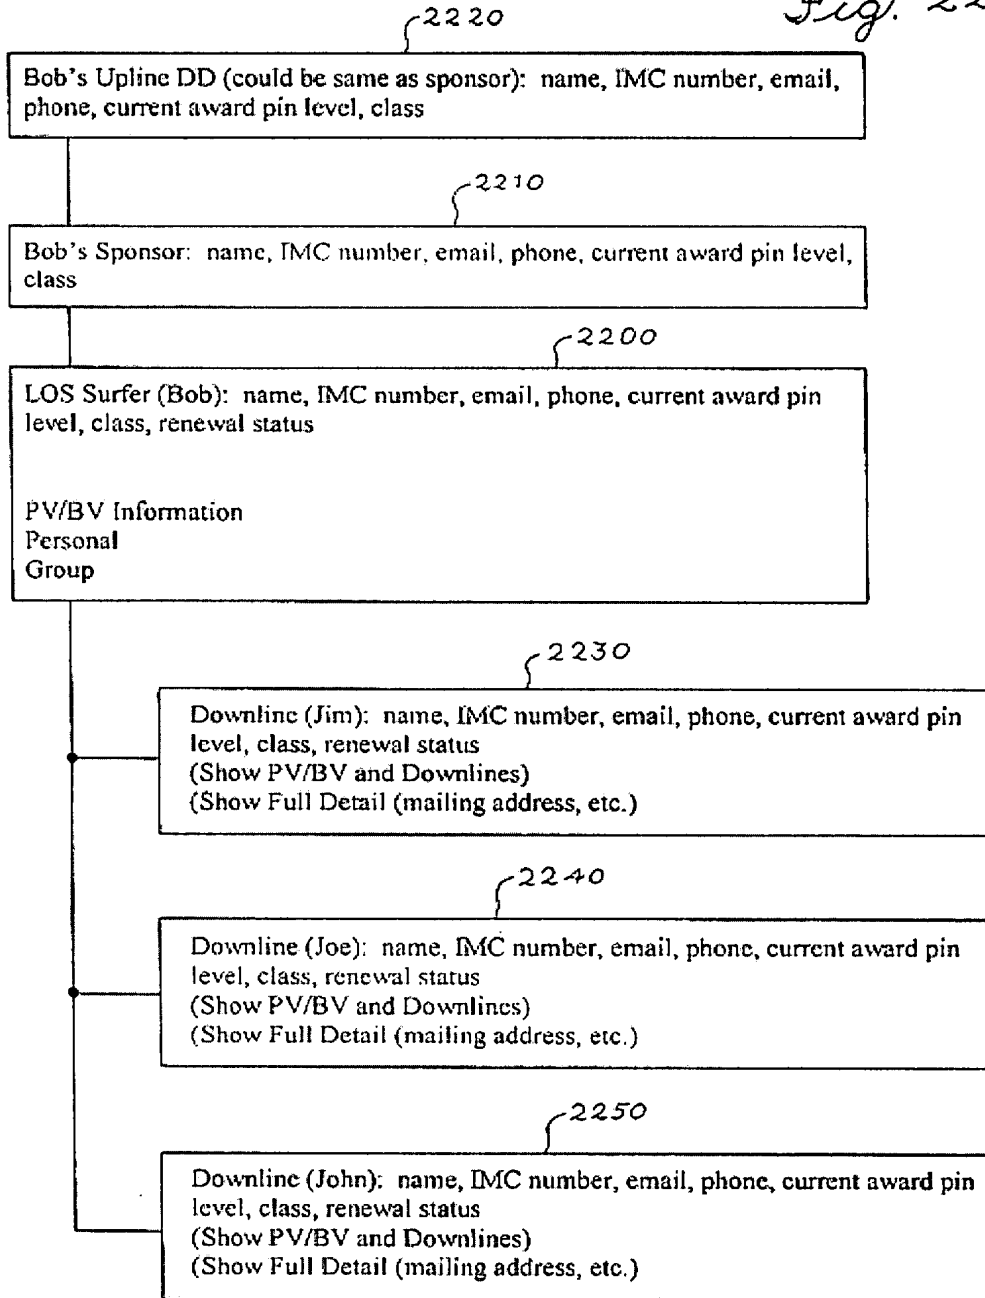 Fig. 22
2220
Bob's Upline DD (could be same as sponsor): name, IMC number, email,
phone, current award pin level, class
2210
Bob's Sponsor: name, IMC number, email, phone, current award pin level,
class
2200
LOS Surfer (Bob): name, IMC number, email, phone, current award pin
level, class, renewal status
PV/BV Information
Personal
Group
2230
Downline (Jim): name, IMC number, email, phone, current award pin
level, class, renewal status
(Show PV/BV and Downlines)
(Show Full Detail (mailing address, etc.)
2240
Downline (Joe): name, IMC number, email, phone, current award pin
level, class, renewal status
(Show PV/BV and Downlines)
(Show Full Detail (mailing address, etc.)
2250
Downline (John): name, IMC number, email, phone, current award pin
level, class, renewal status
(Show PV/BV and Downlines)
(Show Full Detail (mailing address, etc.)